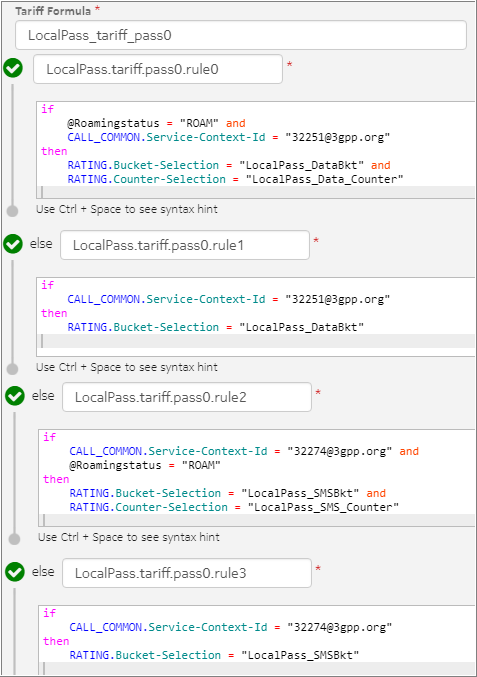 Tariff Formula *
LocalPass_tariff_pass0
LocalPass.tariff.pass0.rule0 *
if
@Roamingstatus = "ROAM" and
CALL_COMMON.Service-Context-Id = "32251@3gpp.org"
then
RATING.Bucket-Selection = "LocalPass_DataBkt" and
RATING.Counter-Selection = "LocalPass_Data_Counter"
Use Ctrl + Space to see syntax hint
else LocalPass.tariff.pass0.rule1 *
if
CALL_COMMON.Service-Context-Id = "32251@3gpp.org"
then
RATING.Bucket-Selection = "LocalPass_DataBkt"
Use Ctrl + Space to see syntax hint
else LocalPass.tariff.pass0.rule2 *
if
CALL_COMMON.Service-Context-Id = "32274@3gpp.org" and
@Roamingstatus = "ROAM"
then
RATING.Bucket-Selection = "LocalPass_SMSBkt" and
RATING.Counter-Selection = "LocalPass_SMS_Counter"
Use Ctrl + Space to see syntax hint
else LocalPass.tariff.pass0.rule3 *
if
CALL_COMMON.Service-Context-Id = "32274@3gpp.org"
then
RATING.Bucket-Selection = "LocalPass_SMSBkt"